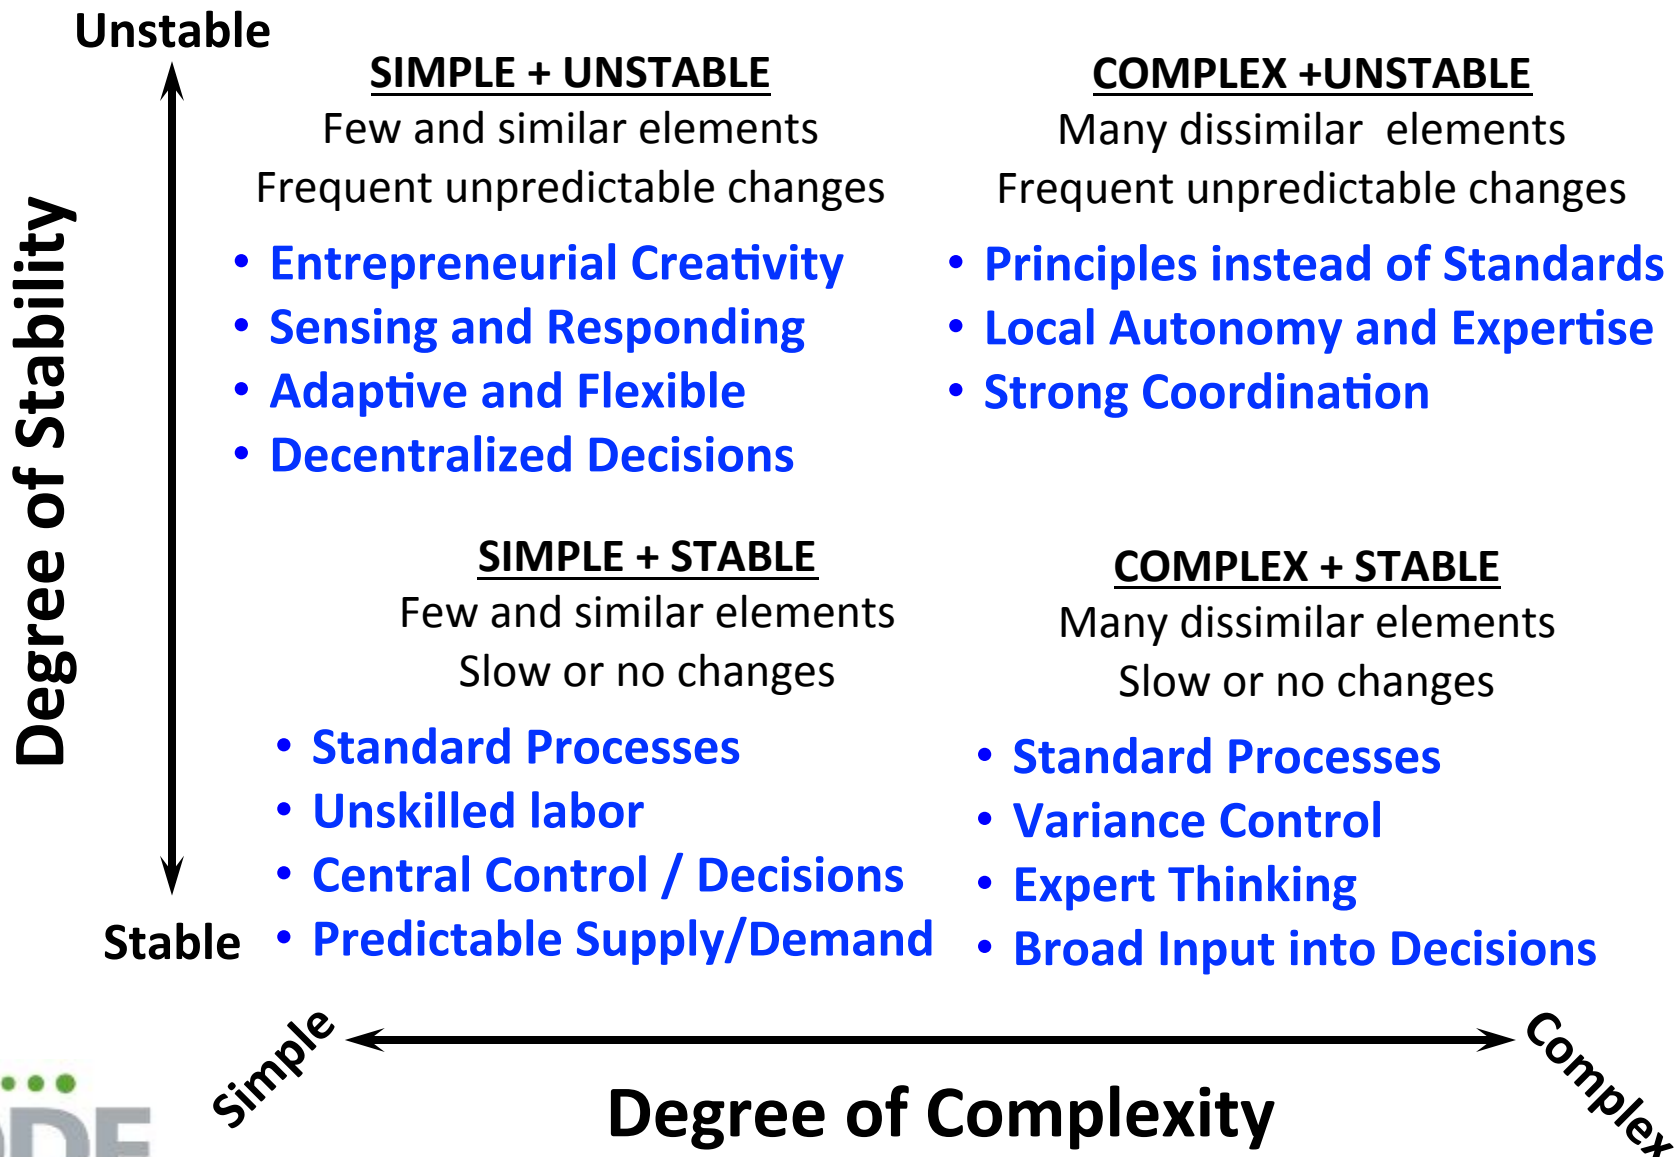 Unstable
Degree of Stability
SIMPLE + UNSTABLE
Few and similar elements
Frequent unpredictable changes
• Entrepreneurial Creativity
• Sensing and Responding
• Adaptive and Flexible
• Decentralized Decisions
COMPLEX +UNSTABLE
Many dissimilar elements
Frequent unpredictable changes
• Principles instead of Standards
• Local Autonomy and Expertise
• Strong Coordination
SIMPLE + STABLE
Few and similar elements
Slow or no changes
• Standard Processes
• Unskilled labor
• Central Control / Decisions
• Predictable Supply/Demand
COMPLEX + STABLE
Many dissimilar elements
Slow or no changes
• Standard Processes
• Variance Control
• Expert Thinking
• Broad Input into Decisions
Stable
Simple
Complex
Degree of Complexity